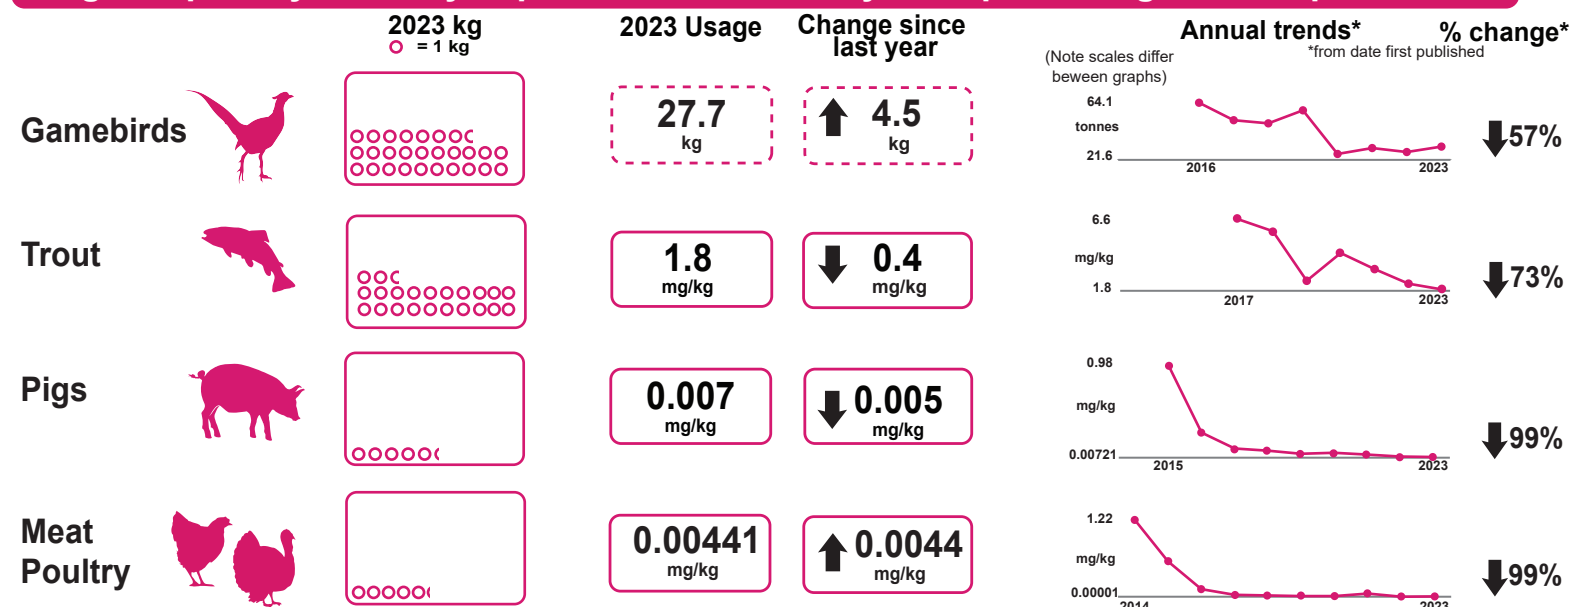 2023 kg
= 1 kg
2023 Usage
Change since
last year
Annual trends*
*from date first published
% change*
(Note scales differ
beween graphs)
Gamebirds
27.7
kg
4.5
kg
64.1
tonnes
21.6
2016
2023
57%
Trout
1.8
mg/kg
0.4
mg/kg
6.6
mg/kg
1.8
2017
2023
73%
Pigs
0.007
mg/kg
0.005
mg/kg
0.98
mg/kg
0.00721
2015
2023
99%
Meat
Poultry
0.00441
mg/kg
0.0044
mg/kg
1.22
mg/kg
0.00001
2014
2023
99%